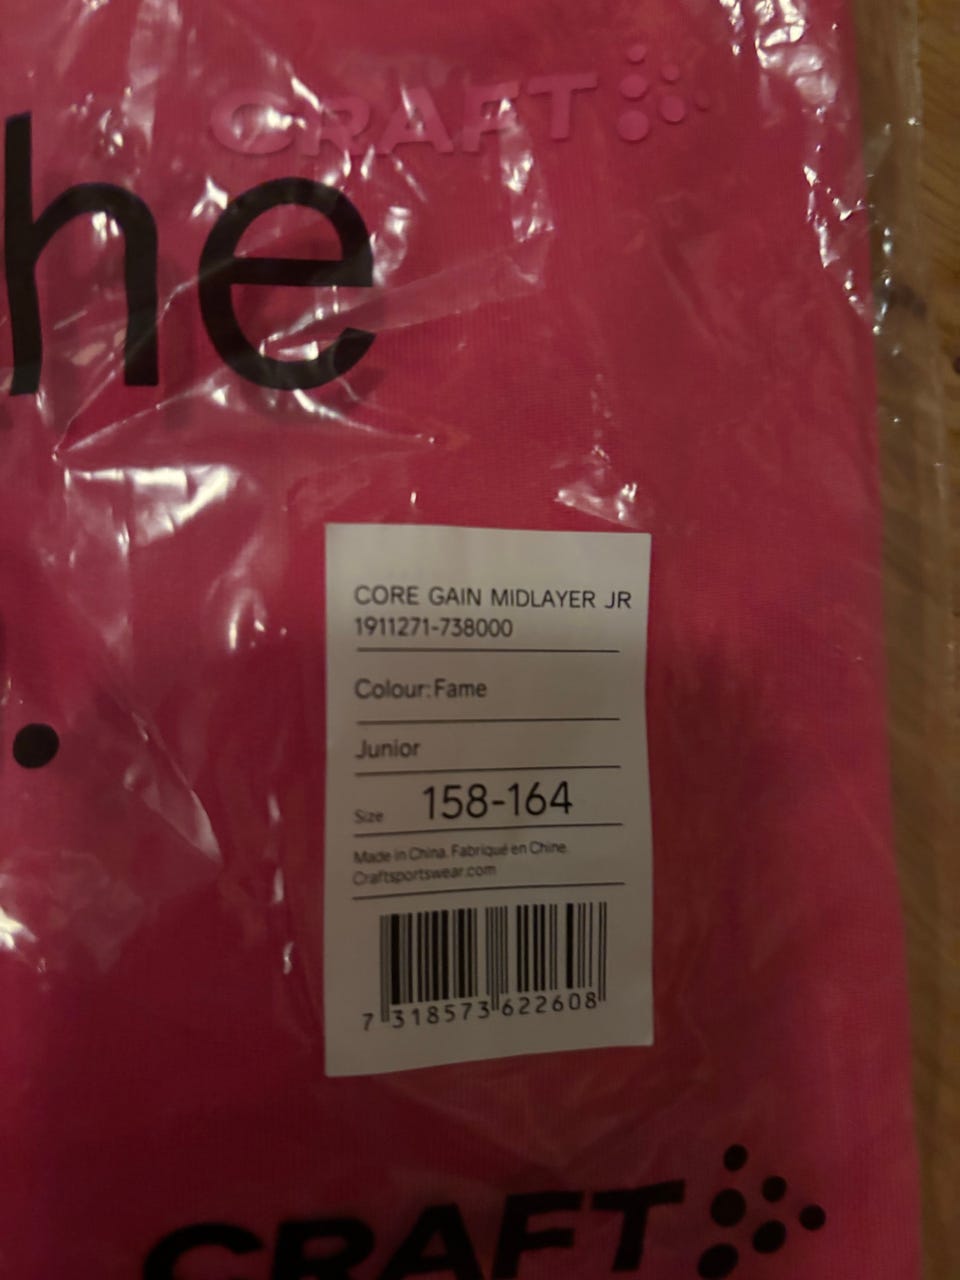 CRAFT
he
CORE GAIN MIDLAYER JR
1911271-738000
Colour:Fame
Junior
Size 158-164
Made in China. Fabriqué en Chine.
Craftsportswear.com
7 318573 622608
CRAFT